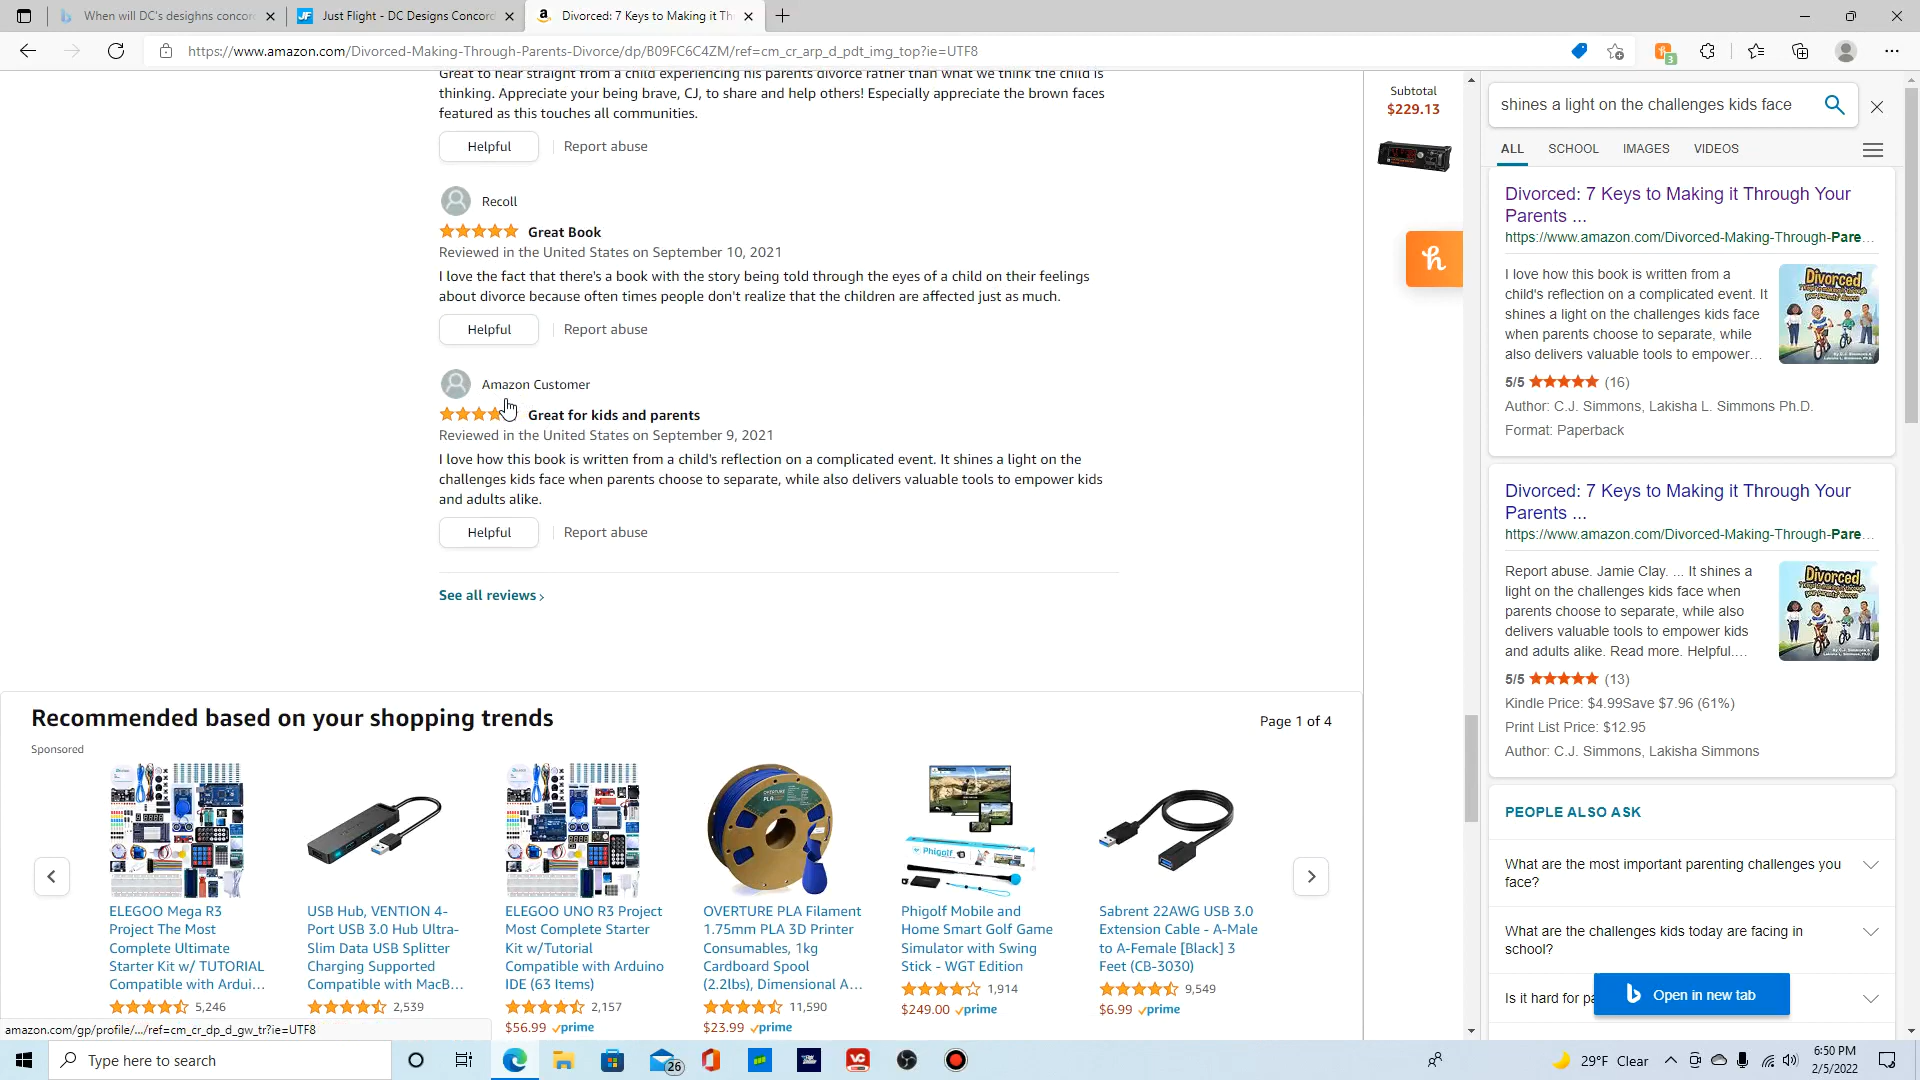 When will DC's desighns concor
Just Flight - DC Designs Concord
Divorced: 7 Keys to Making it Th
https://www.amazon.com/Divorced-Making-Through-Parents-Divorce/dp/B09FC6C4ZM/ref=cm_cr_arp_d_pdt_img_top?ie=UTF8
3
Great to hear straight from a child experiencing his parents divorce rather than what we think the child is
thinking. Appreciate your being brave, CJ, to share and help others! Especially appreciate the brown faces
featured as this touches all communities.
Helpful
Report abuse
Recoll
Great Book
Reviewed in the United States on September 10, 2021
I love the fact that there's a book with the story being told through the eyes of a child on their feelings
about divorce because often times people don't realize that the children are affected just as much.
Helpful
Report abuse
Amazon Customer
Great for kids and parents
Reviewed in the United States on September 9, 2021
I love how this book is written from a child's reflection on a complicated event. It shines a light on the
challenges kids face when parents choose to separate, while also delivers valuable tools to empower kids
and adults alike.
Helpful
Report abuse
See all reviews ›
Subtotal
$229.13
h
Recommended based on your shopping trends
Page 1 of 4
Sponsored
ELEGOO Mega R3
Project The Most
Complete Ultimate
Starter Kit w/ TUTORIAL
Compatible with Ardui...
5,246
USB Hub, VENTION 4-
Port USB 3.0 Hub Ultra-
Slim Data USB Splitter
Charging Supported
Compatible with MacB...
2,539
ELEGOO UNO R3 Project
Most Complete Starter
Kit w/Tutorial
Compatible with Arduino
IDE (63 Items)
2,157
$56.99 prime
OVERTURE PLA Filament
1.75mm PLA 3D Printer
Consumables, 1kg
Cardboard Spool
(2.2lbs), Dimensional A...
11,590
$23.99 prime
Phigolf
Phigolf Mobile and
Home Smart Golf Game
Simulator with Swing
Stick - WGT Edition
1,914
$249.00 prime
Sabrent 22AWG USB 3.0
Extension Cable - A-Male
to A-Female [Black] 3
Feet (CB-3030)
9,549
$6.99 prime
amazon.com/gp/profile/.../ref=cm_cr_dp_d_gw_tr?ie=UTF8
shines a light on the challenges kids face
ALL
SCHOOL
IMAGES
VIDEOS
Divorced: 7 Keys to Making it Through Your
Parents ...
https://www.amazon.com/Divorced-Making-Through-Pare...
I love how this book is written from a
child's reflection on a complicated event. It
shines a light on the challenges kids face
when parents choose to separate, while
also delivers valuable tools to empower...
Divorced
5/5 (16)
Author: C.J. Simmons, Lakisha L. Simmons Ph.D.
Format: Paperback
Divorced: 7 Keys to Making it Through Your
Parents ...
https://www.amazon.com/Divorced-Making-Through-Pare...
Report abuse. Jamie Clay. ... It shines a
light on the challenges kids face when
parents choose to separate, while also
delivers valuable tools to empower kids
and adults alike. Read more. Helpful....
Divorced
5/5 (13)
Kindle Price: $4.99Save $7.96 (61%)
Print List Price: $12.95
Author: C.J. Simmons, Lakisha Simmons
PEOPLE ALSO ASK
What are the most important parenting challenges you
face?
What are the challenges kids today are facing in
school?
Is it hard for pa
Open in new tab
Type here to search
26
29°F Clear
6:50 PM
2/5/2022